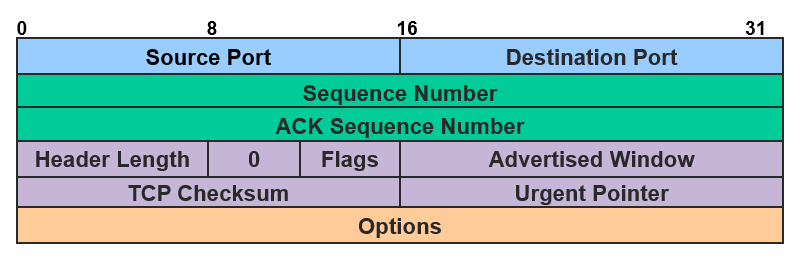 0 8 16 31
Source Port Destination Port
Sequence Number
ACK Sequence Number
Header Length 0 Flags Advertised Window
TCP Checksum Urgent Pointer
Options